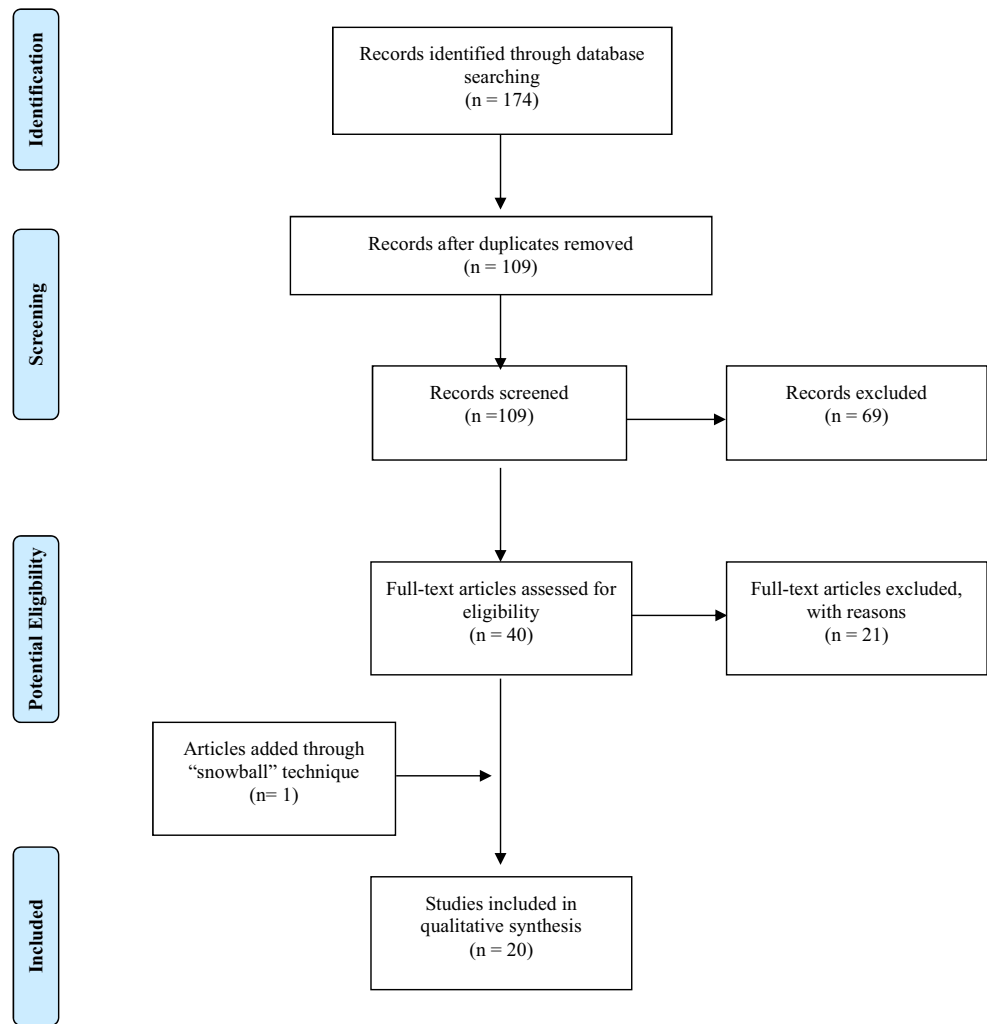 Identification
Records identified through database
searching
(n = 174)
Records after duplicates removed
(n = 109)
Screening
Records screened
(n =109)
Records excluded
(n = 69)
Potential Eligibility
Full-text articles assessed for
eligibility
(n = 40)
Full-text articles excluded,
with reasons
(n = 21)
Articles added through
“snowball” technique
(n= 1)
Included
Studies included in
qualitative synthesis
(n = 20)